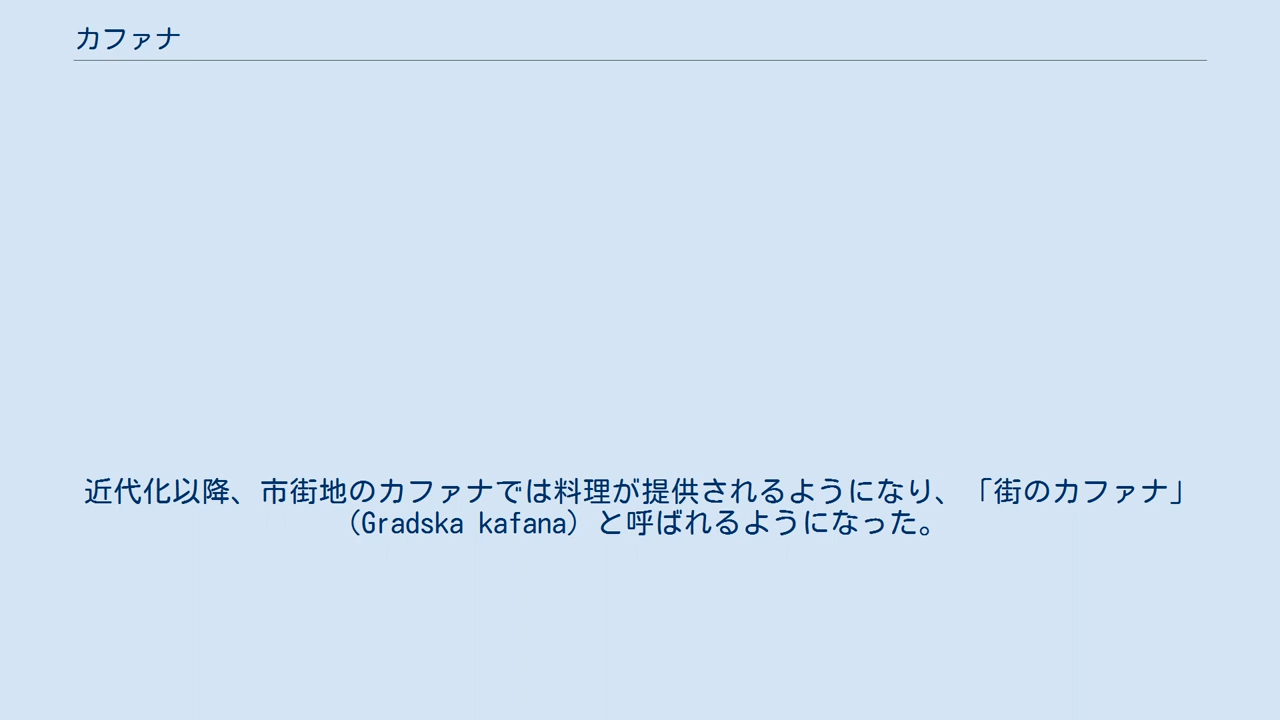 カファナ
近代化以降、市街地のカファナでは料理が提供されるようになり、「街のカファナ」
（Gradska kafana）と呼ばれるようになった。